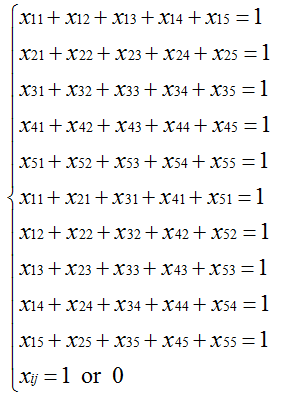 x11 + x12 + x13 + x14 + x15 = 1
x21 + x22 + x23 + x24 + x25 = 1
x31 + x32 + x33 + x34 + x35 = 1
x41 + x42 + x43 + x44 + x45 = 1
x51 + x52 + x53 + x54 + x55 = 1
x11 + x21 + x31 + x41 + x51 = 1
x12 + x22 + x32 + x42 + x52 = 1
x13 + x23 + x33 + x43 + x53 = 1
x14 + x24 + x34 + x44 + x54 = 1
x15 + x25 + x35 + x45 + x55 = 1
xij = 1 or 0